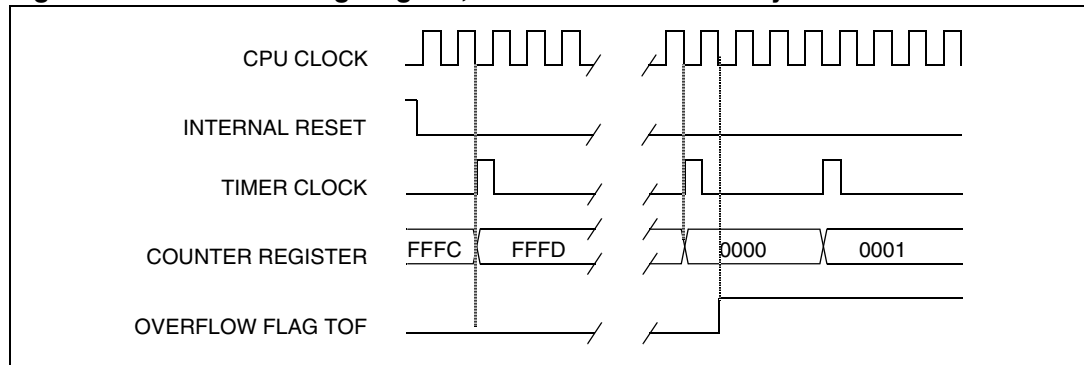 CPU CLOCK
INTERNAL RESET
TIMER CLOCK
COUNTER REGISTER FFFC FFFD 0000 0001
OVERFLOW FLAG TOF